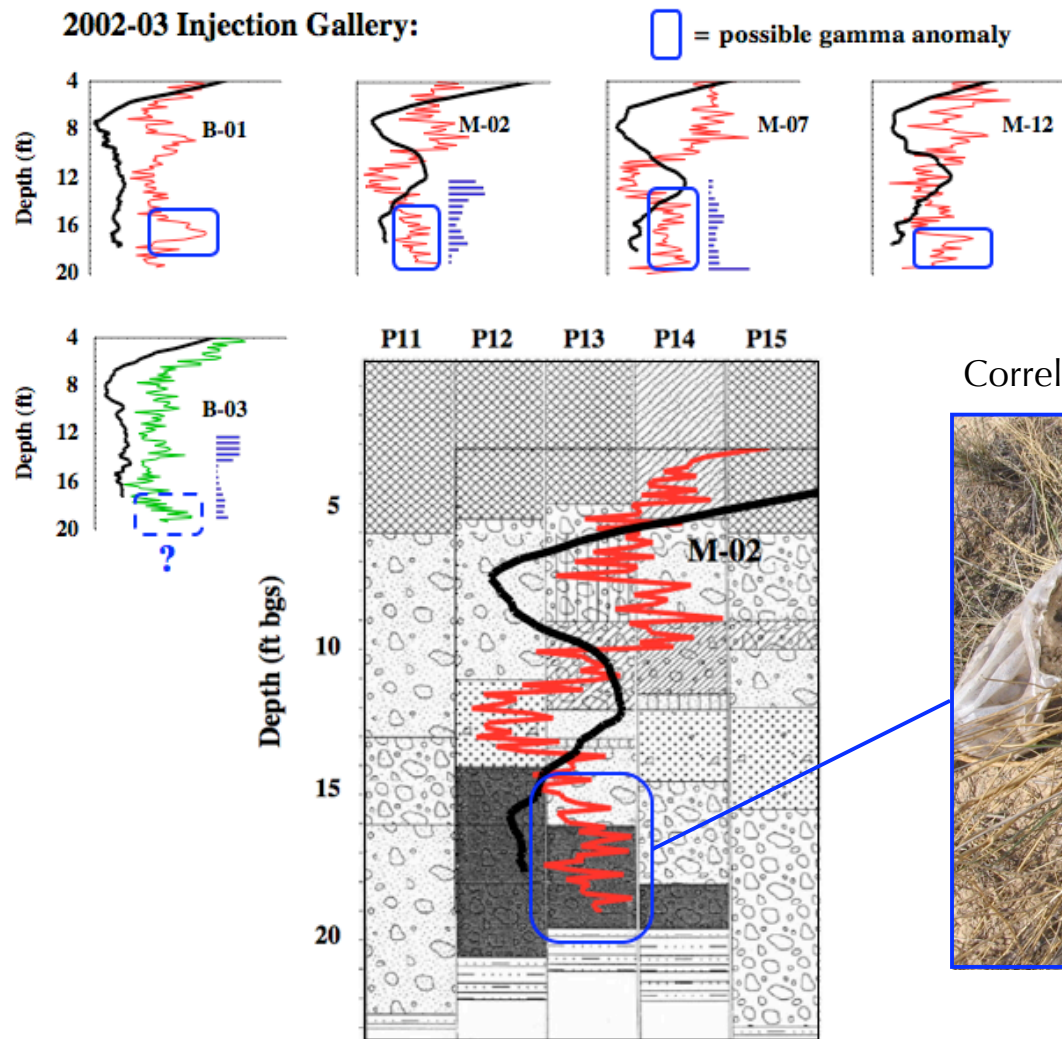 2002-03 Injection Gallery:
= possible gamma anomaly
Depth (ft)
4
8
12
16
20
B-01
M-02
M-07
M-12
Depth (ft)
4
8
12
16
20
B-03
?
P11 P12 P13 P14 P15
Depth (ft bgs)
5
10
15
20
M-02
Correl